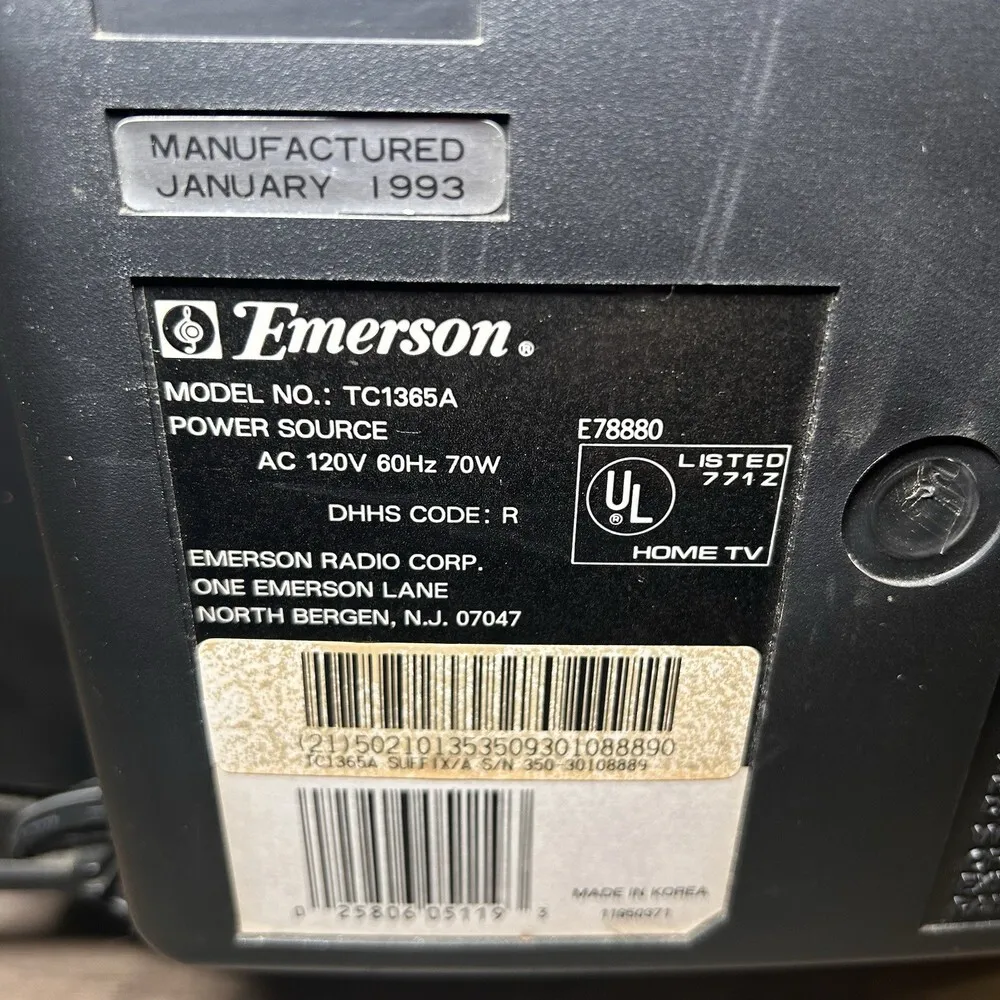 MANUFACTURED
JANUARY 1993
Emerson®
MODEL NO.: TC1365A
POWER SOURCE
AC 120V 60Hz 70W
DHHS CODE: R
E78880
UL®
LISTED
771Z
HOME TV
EMERSON RADIO CORP.
ONE EMERSON LANE
NORTH BERGEN, N.J. 07047
(21)502101353509301088890
TC1365A SUFFIX/A S/N 350-30108889
MADE IN KOREA
0 25806 05119 3